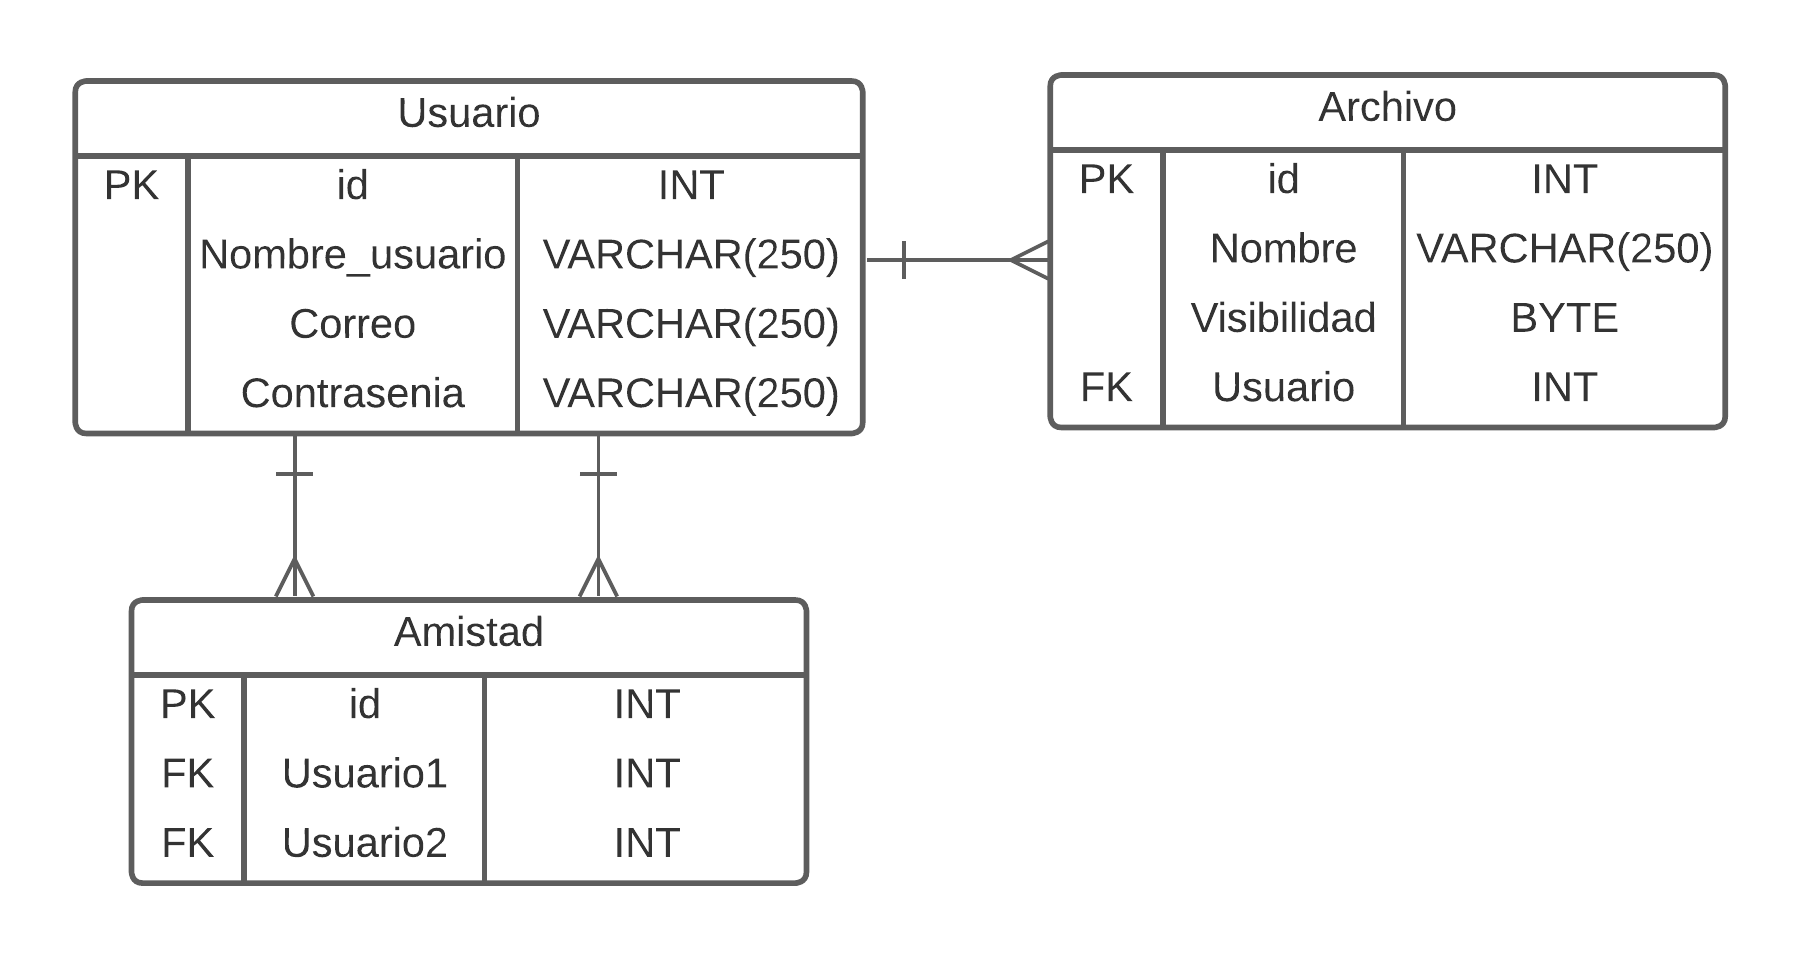 Usuario
PK id INT
Nombre_usuario VARCHAR(250)
Correo VARCHAR(250)
Contrasenia VARCHAR(250)
Archivo
PK id INT
Nombre VARCHAR(250)
Visibilidad BYTE
FK Usuario INT
Amistad
PK id INT
FK Usuario1 INT
FK Usuario2 INT